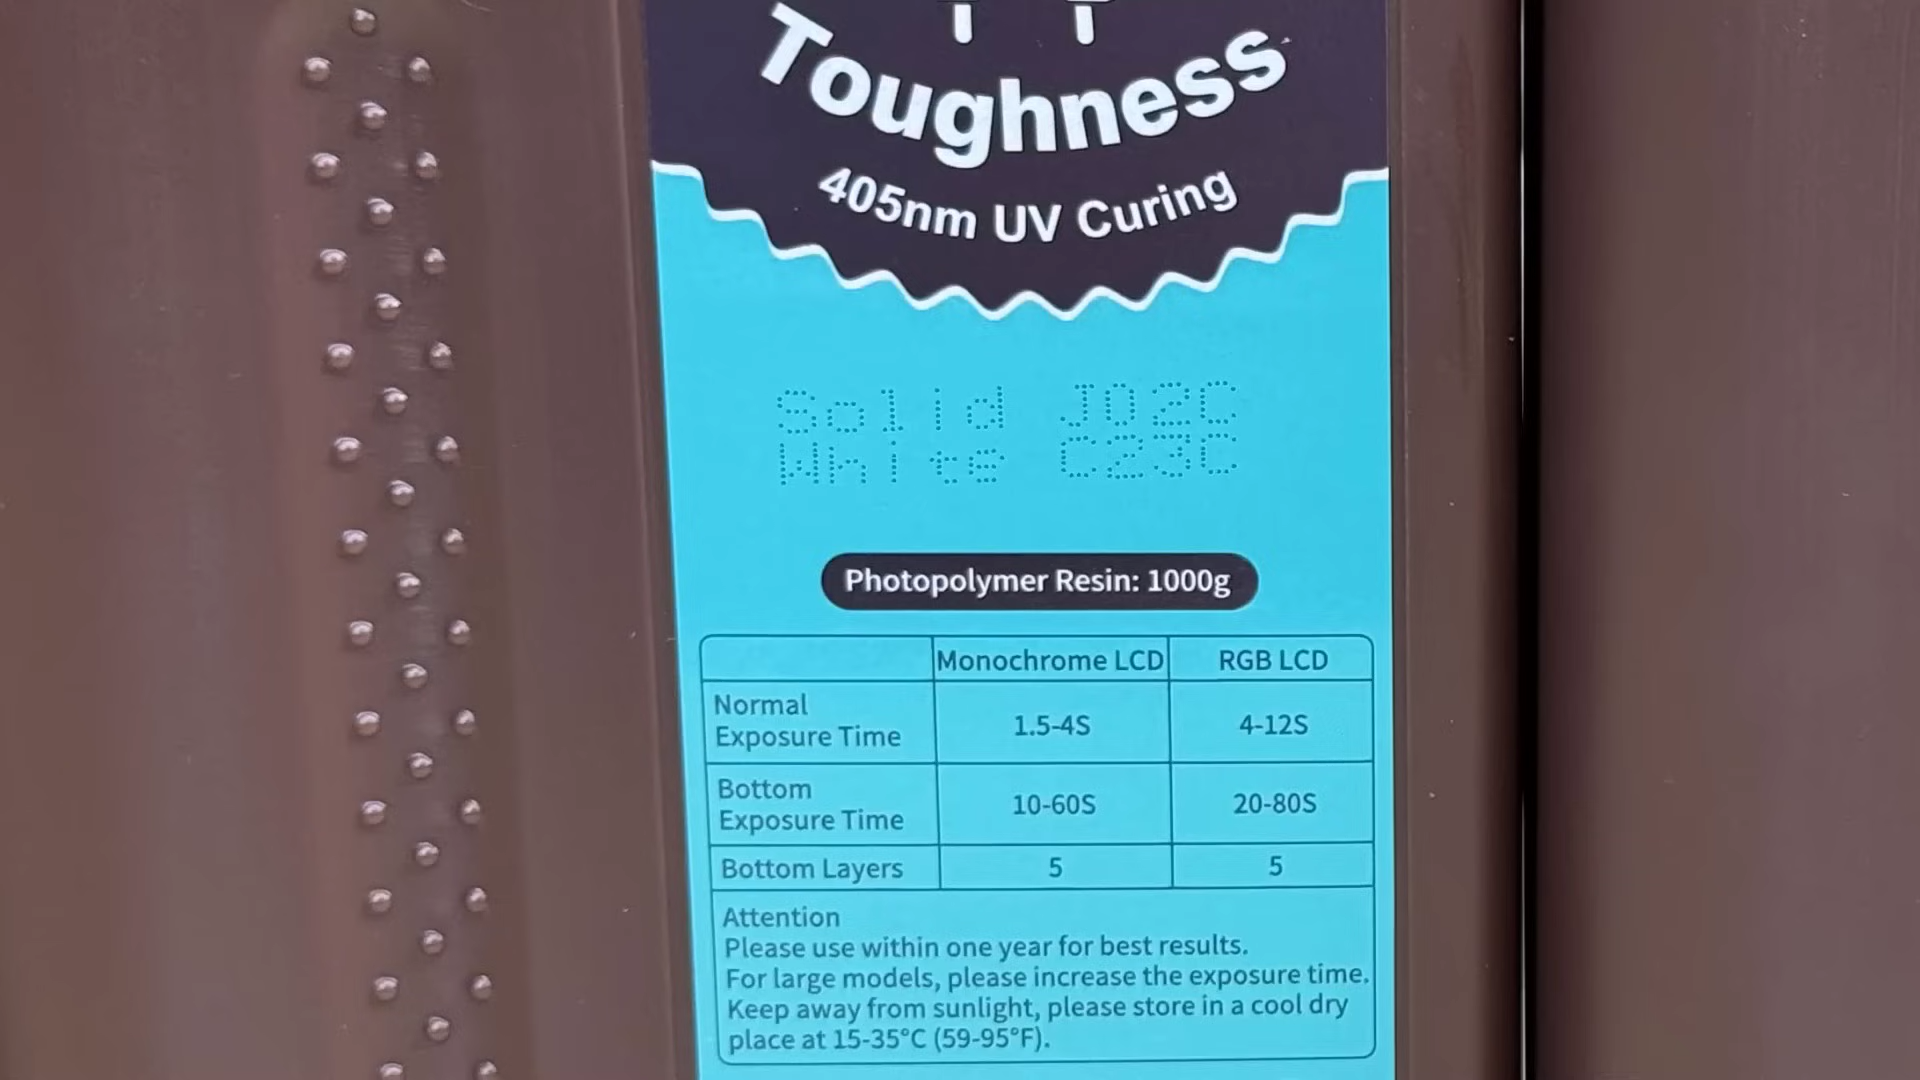 Toughness
405nm UV Curing
Solid J02C
White C23C
Photopolymer Resin: 1000g
Monochrome LCD RGB LCD
Normal Exposure Time 1.5-4S 4-12S
Bottom Exposure Time 10-60S 20-80S
Bottom Layers 5 5
Attention
Please use within one year for best results.
For large models, please increase the exposure time.
Keep away from sunlight, please store in a cool dry
place at 15-35°C (59-95°F).